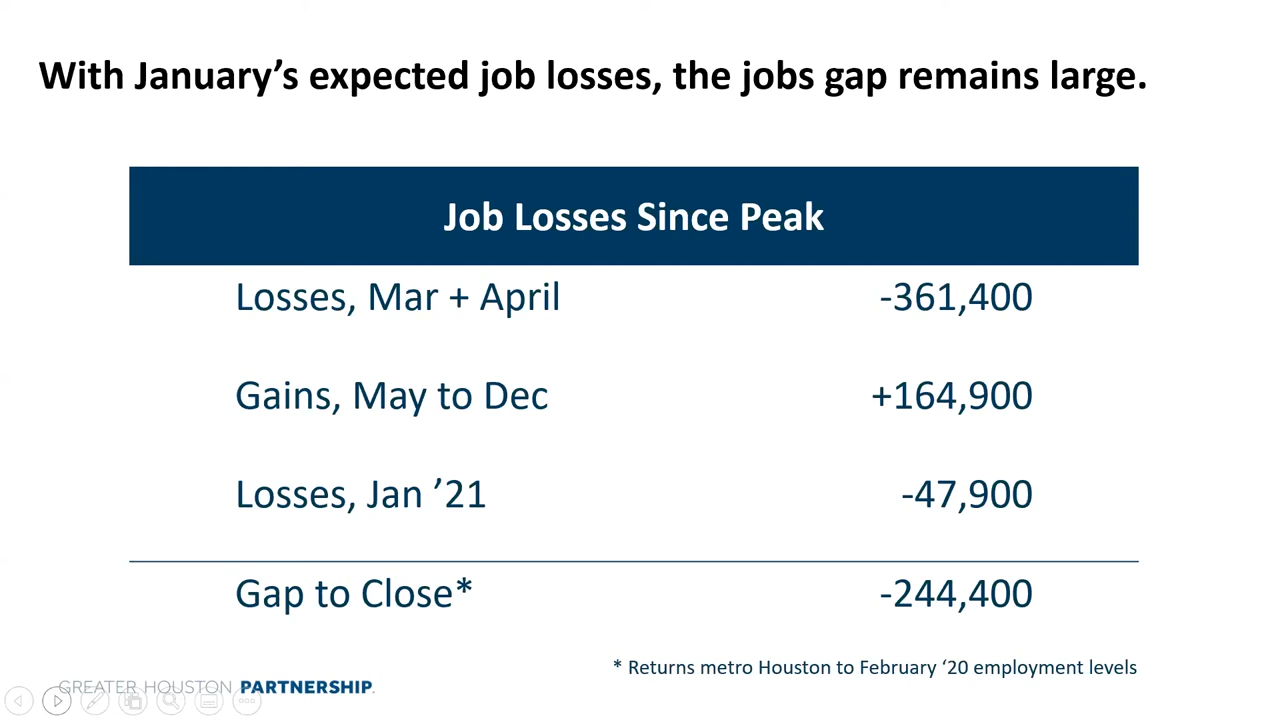 With January’s expected job losses, the jobs gap remains large.
Job Losses Since Peak
Losses, Mar + April -361,400
Gains, May to Dec +164,900
Losses, Jan ’21 -47,900
Gap to Close* -244,400
* Returns metro Houston to February ‘20 employment levels
GREATER HOUSTON PARTNERSHIP.